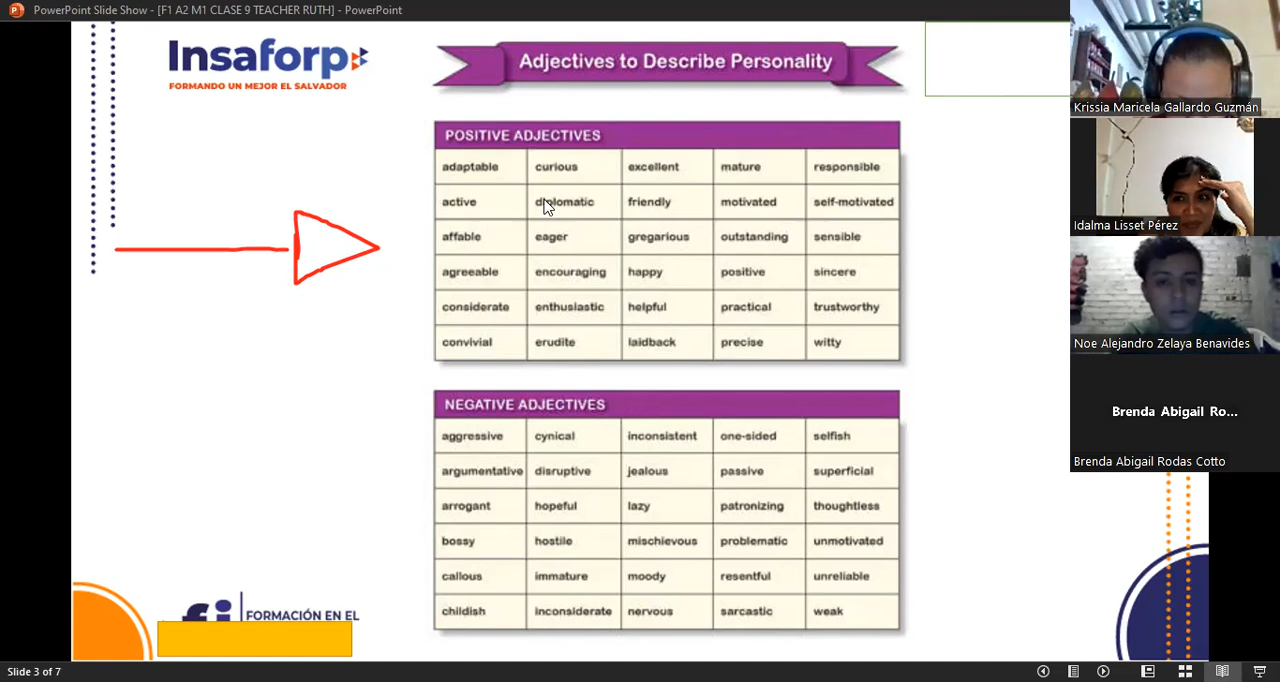 PowerPoint Slide Show - [F1 A2 M1 CLASE 9 TEACHER RUTH] - PowerPoint
Insaforp
FORMANDO UN MEJOR EL SALVADOR
Adjectives to Describe Personality
POSITIVE ADJECTIVES
adaptable curious excellent mature responsible
active diplomatic friendly motivated self-motivated
affable eager gregarious outstanding sensible
agreeable encouraging happy positive sincere
considerate enthusiastic helpful practical trustworthy
convivial erudite laidback precise witty
NEGATIVE ADJECTIVES
aggressive cynical inconsistent one-sided selfish
argumentative disruptive jealous passive superficial
arrogant hopeful lazy patronizing thoughtless
bossy hostile mischievous problematic unmotivated
callous immature moody resentful unreliable
childish inconsiderate nervous sarcastic weak
FORMACIÓN EN EL
Krissia Maricela Gallardo Guzmán
Idalma Lisset Pérez
Noe Alejandro Zelaya Benavides
Brenda Abigail Ro...
Brenda Abigail Rodas Cotto
Slide 3 of 7